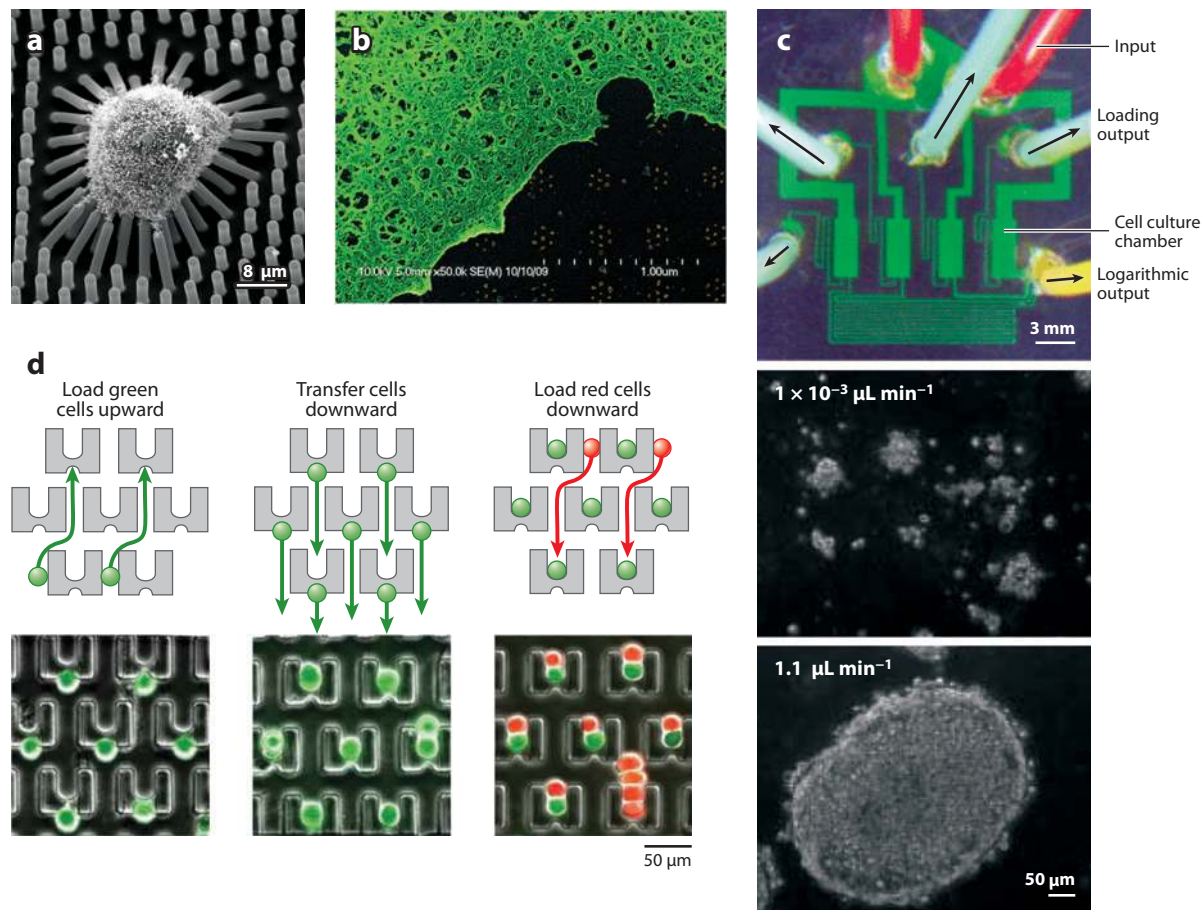 a
8 µm
b
10.0kV 5.0mm x50.0k SE(M) 10/10/09
1.00um
c
Input
Loading
output
Cell culture
chamber
Logarithmic
output
3 mm
1 × 10⁻³ µL min⁻¹
1.1 µL min⁻¹
50 µm
d
Load green
cells upward
Transfer cells
downward
Load red cells
downward
50 µm